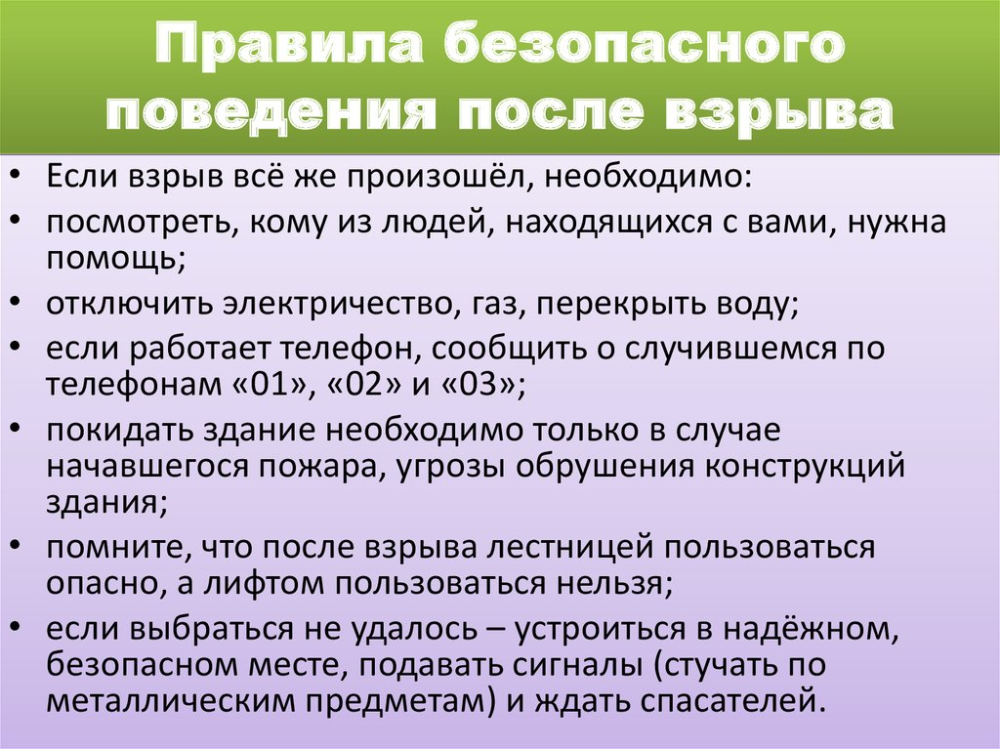 Правила безопасного
поведения после взрыва
• Если взрыв всё же произошёл, необходимо:
• посмотреть, кому из людей, находящихся с вами, нужна
помощь;
• отключить электричество, газ, перекрыть воду;
• если работает телефон, сообщить о случившемся по
телефонам «01», «02» и «03»;
• покидать здание необходимо только в случае
начавшегося пожара, угрозы обрушения конструкций
здания;
• помните, что после взрыва лестницей пользоваться
опасно, а лифтом пользоваться нельзя;
• если выбраться не удалось – устроиться в надёжном,
безопасном месте, подавать сигналы (стучать по
металлическим предметам) и ждать спасателей.